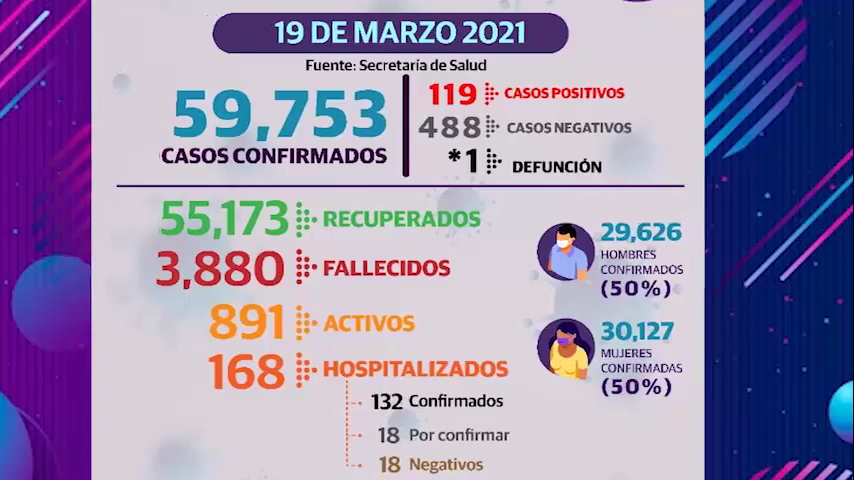 19 DE MARZO 2021
Fuente: Secretaría de Salud
59,753
CASOS CONFIRMADOS
119 CASOS POSITIVOS
488 CASOS NEGATIVOS
*1 DEFUNCIÓN
55,173 RECUPERADOS
3,880 FALLECIDOS
891 ACTIVOS
168 HOSPITALIZADOS
132 Confirmados
18 Por confirmar
18 Negativos
29,626
HOMBRES
CONFIRMADOS
(50%)
30,127
MUJERES
CONFIRMADAS
(50%)